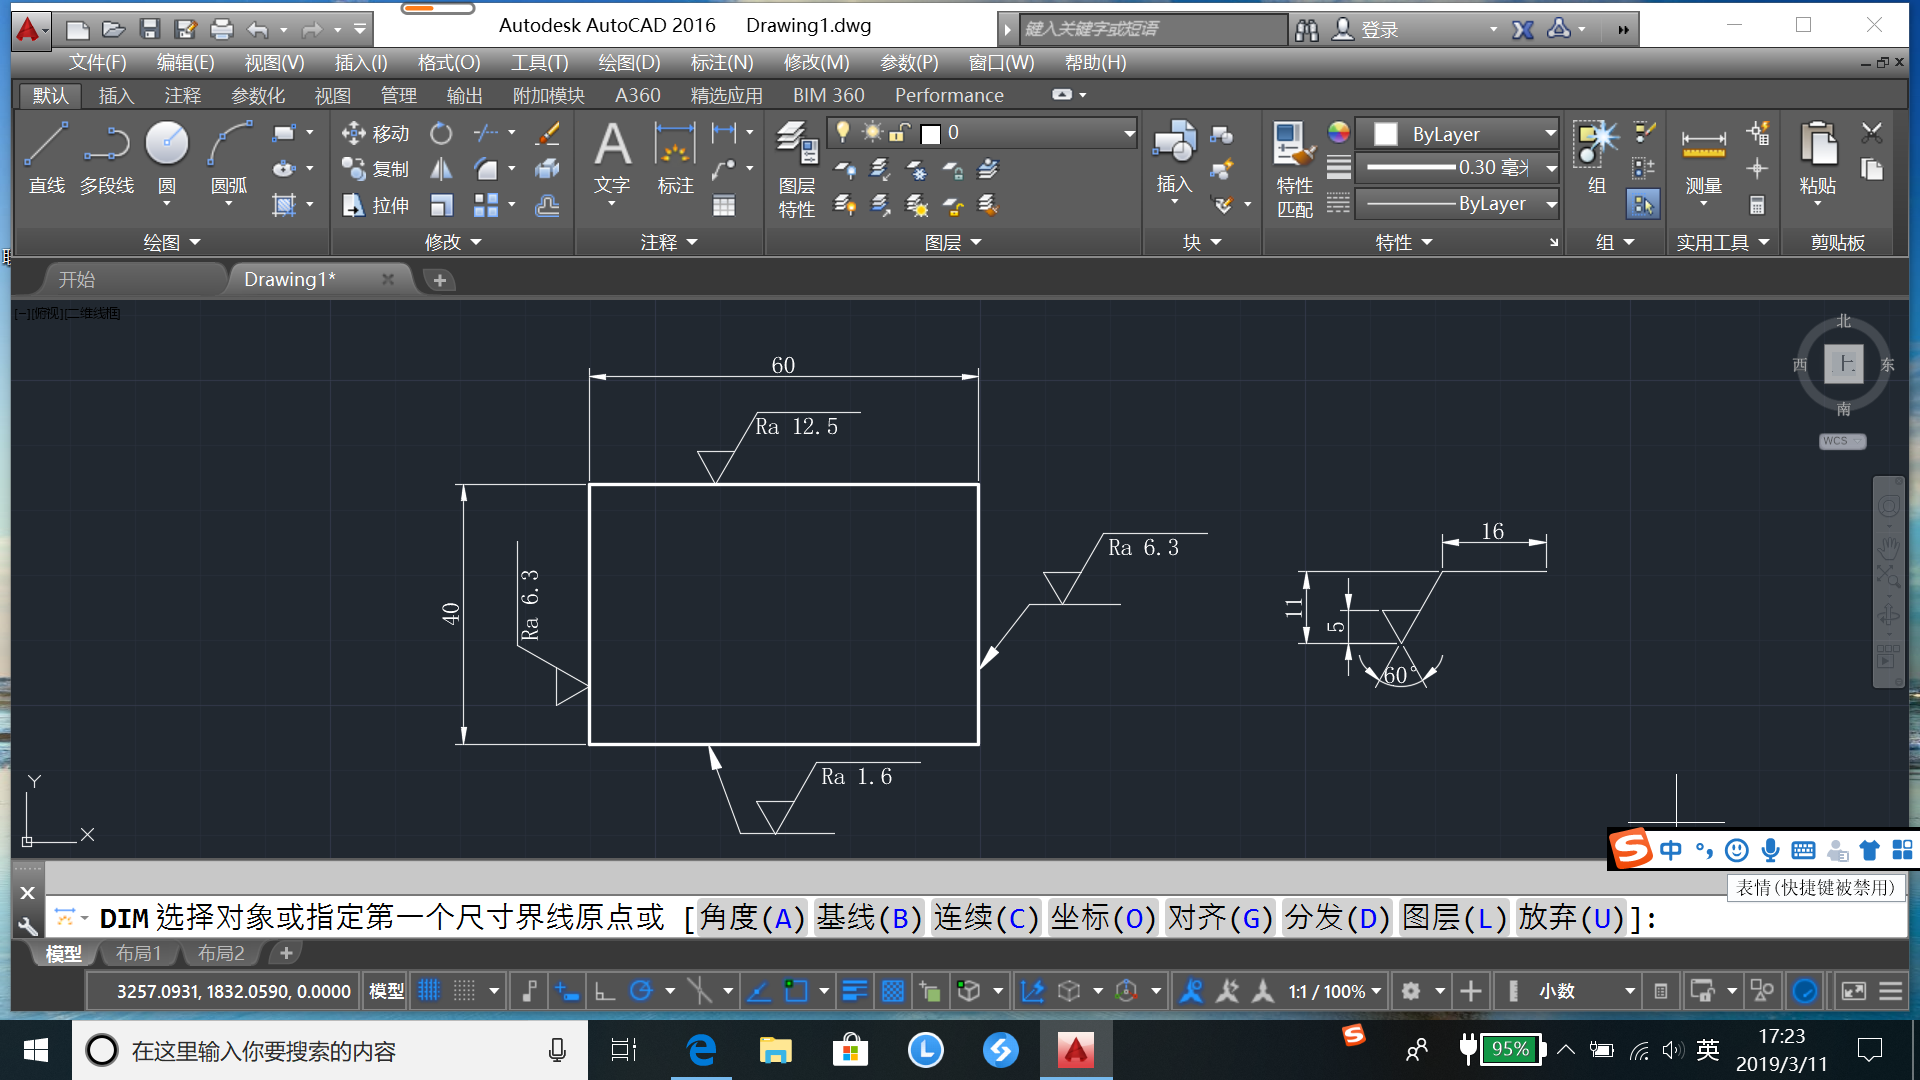 Autodesk AutoCAD 2016 Drawing1.dwg
键入关键字或短语
登录
文件(F) 编辑(E) 视图(V) 插入(I) 格式(O) 工具(T) 绘图(D) 标注(N) 修改(M) 参数(P) 窗口(W) 帮助(H)
默认 插入 注释 参数化 视图 管理 输出 附加模块 A360 精选应用 BIM 360 Performance
移动 0 ByLayer
复制 0.30 毫米
直线 多段线 圆 圆弧 文字 标注 图层 插入 特性 组 测量 粘贴
拉伸 特性 匹配 ByLayer
绘图 修改 注释 图层 块 特性 组 实用工具 剪贴板
开始 Drawing1*
[−][俯视][二维线框]
北
西 上 东
南
WCS
60
Ra 12.5
16
Ra 6.3
Ra 6.3
40
11
5
60°
Ra 1.6
Y
X
中
表情(快捷键被禁用)
DIM 选择对象或指定第一个尺寸界线原点或 [角度(A) 基线(B) 连续(C) 坐标(O) 对齐(G) 分发(D) 图层(L) 放弃(U)]:
模型 布局1 布局2
3257.0931, 1832.0590, 0.0000 模型 1:1 / 100% 小数
在这里输入你要搜索的内容
95%
英
17:23
2019/3/11